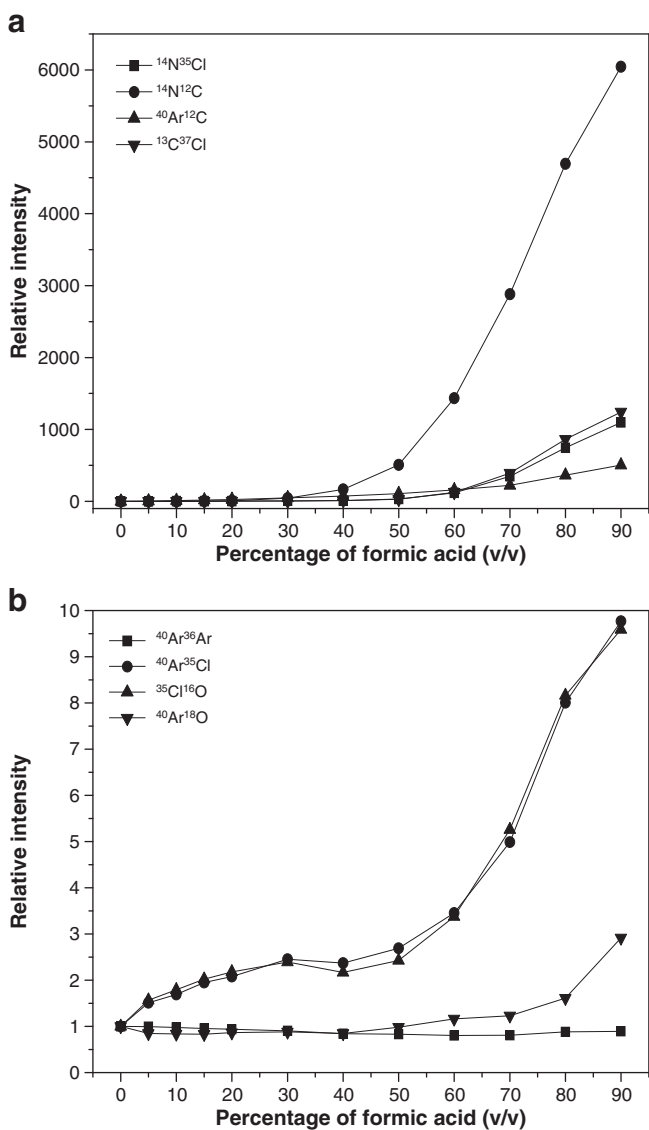 a
¹⁴N³⁵Cl
¹⁴N¹²C
⁴⁰Ar¹²C
¹³C³⁷Cl
Relative intensity
6000
5000
4000
3000
2000
1000
0
0 10 20 30 40 50 60 70 80 90
Percentage of formic acid (v/v)
b
⁴⁰Ar³⁶Ar
⁴⁰Ar³⁵Cl
³⁵Cl¹⁶O
⁴⁰Ar¹⁸O
Relative intensity
10
9
8
7
6
5
4
3
2
1
0
0 10 20 30 40 50 60 70 80 90
Percentage of formic acid (v/v)